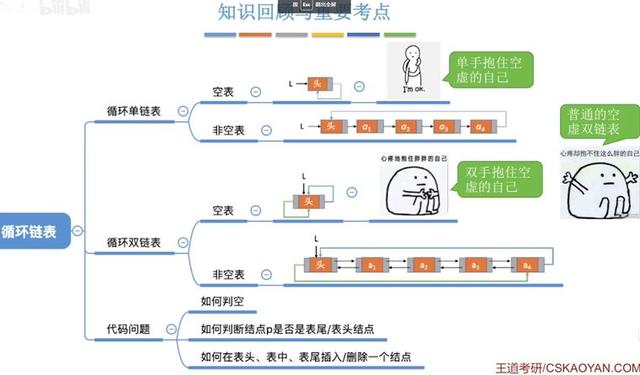 知识回顾与重要考点
按 Esc 退出全屏
循环链表
循环单链表
空表
L
头
I'm ok.
单手抱住空
虚的自己
非空表
L
头 a1 a2 a3 a4
普通的空
虚双链表
心疼却抱不住这么胖的自己
循环双链表
空表
L
头
心疼地抱住胖胖的自己
双手抱住空
虚的自己
非空表
L
头 a1 a2 a3 a4
代码问题
如何判空
如何判断结点p是否是表尾/表头结点
如何在表头、表中、表尾插入/删除一个结点
王道考研/CSKAOYAN.COM